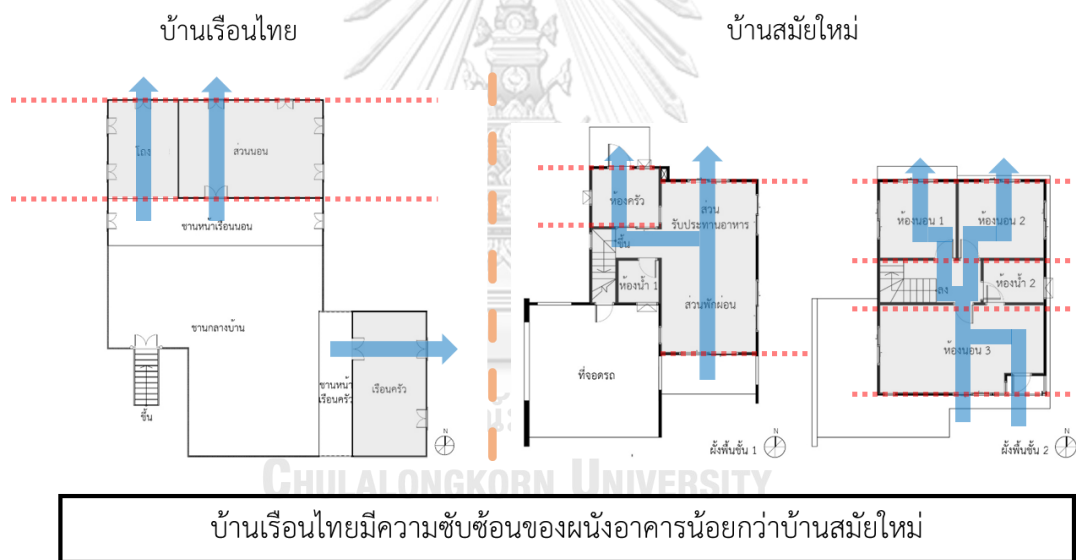 บ้านเรือนไทย
บ้านสมัยใหม่
โถง
ส่วนนอน
ชานหน้าเรือนนอน
ชานกลางบ้าน
ชานหน้า
เรือนครัว
เรือนครัว
ขึ้น
N
ห้องครัว
ส่วน
รับประทานอาหาร
ขึ้น
ห้องน้ำ 1
ส่วนพักผ่อน
ที่จอดรถ
ผังพื้นชั้น 1
N
ห้องนอน 1
ห้องนอน 2
ลง
ห้องน้ำ 2
ห้องนอน 3
ผังพื้นชั้น 2
N
CHULALONGKORN UNIVERSITY
บ้านเรือนไทยมีความซับซ้อนของผนังอาคารน้อยกว่าบ้านสมัยใหม่